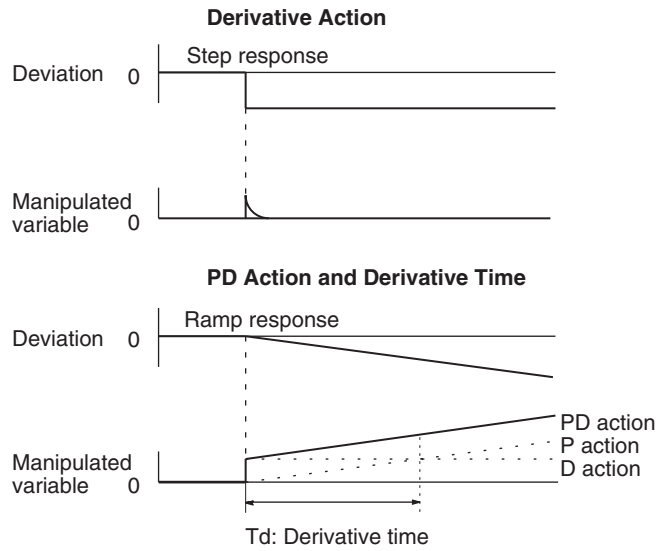 Derivative Action
Step response
Deviation 0
Manipulated
variable 0
PD Action and Derivative Time
Ramp response
Deviation 0
PD action
P action
D action
Manipulated
variable 0
Td: Derivative time